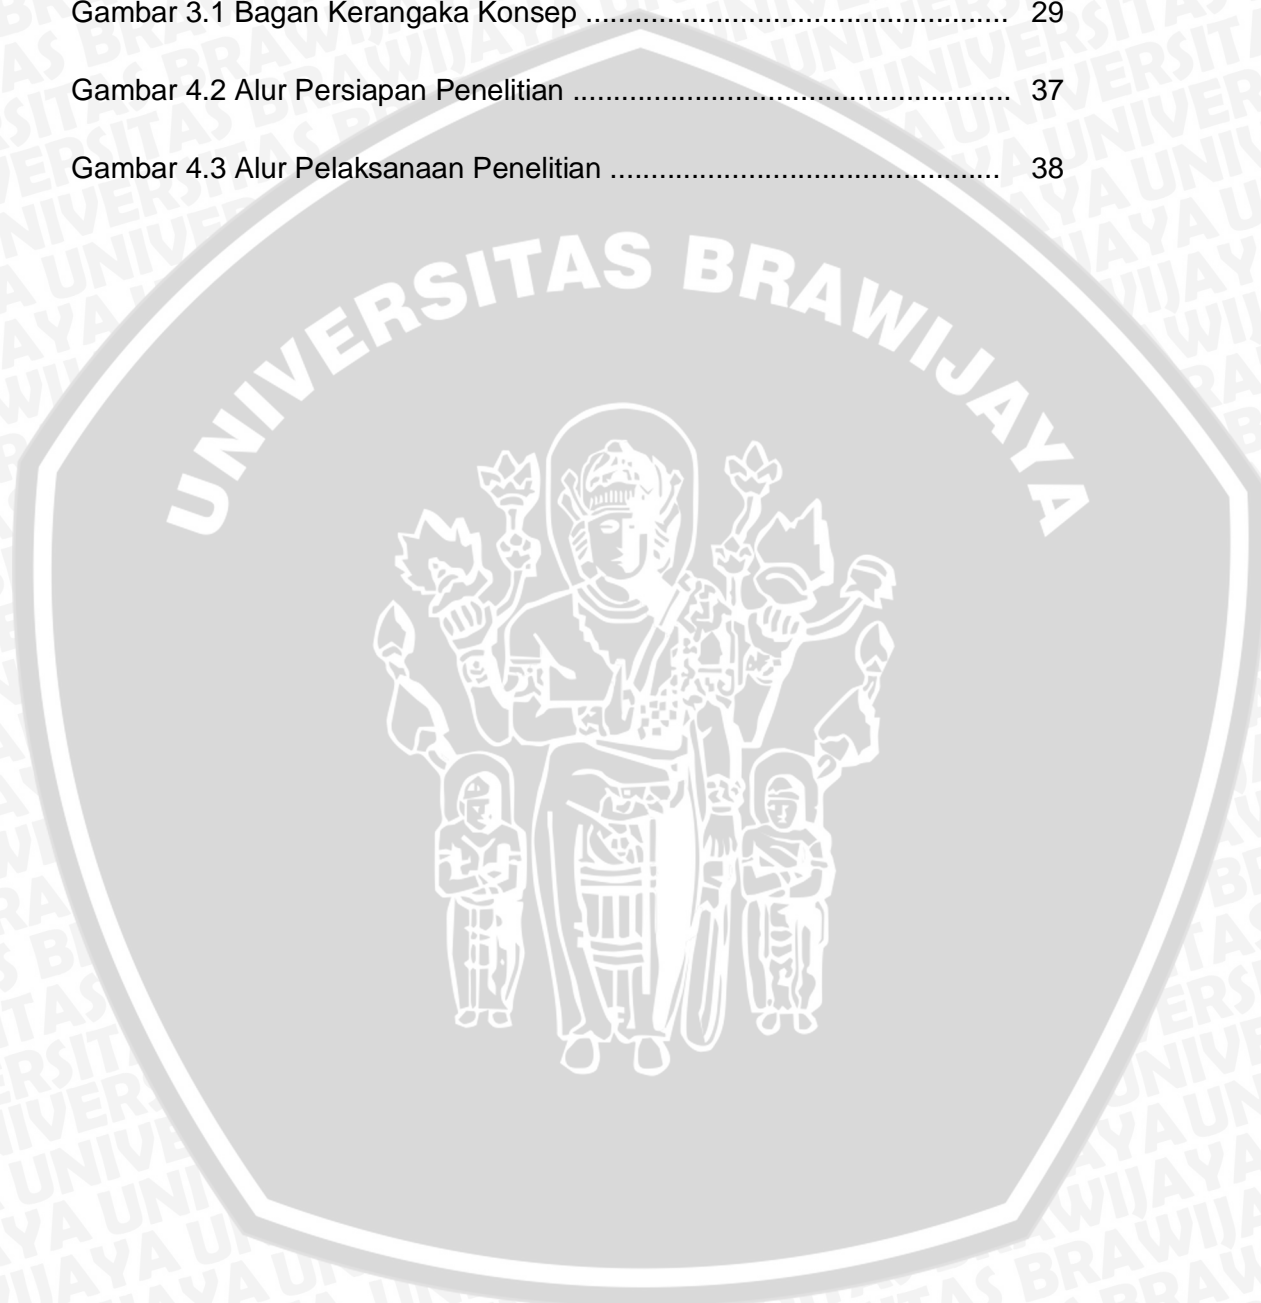 Gambar 3.1 Bagan Kerangaka Konsep .................................................... 29
Gambar 4.2 Alur Persiapan Penelitian ...................................................... 37
Gambar 4.3 Alur Pelaksanaan Penelitian ................................................ 38
UNIVERSITAS BRAWIJAYA